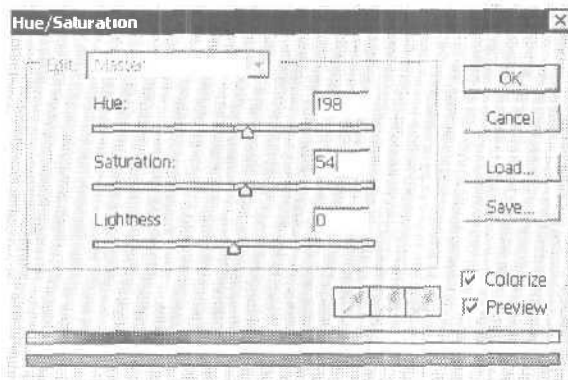 Hue/Saturation
Edit: Master
OK
Hue: 198
Cancel
Saturation: 54
Load...
Lightness 0
Save...
Colorize
Preview